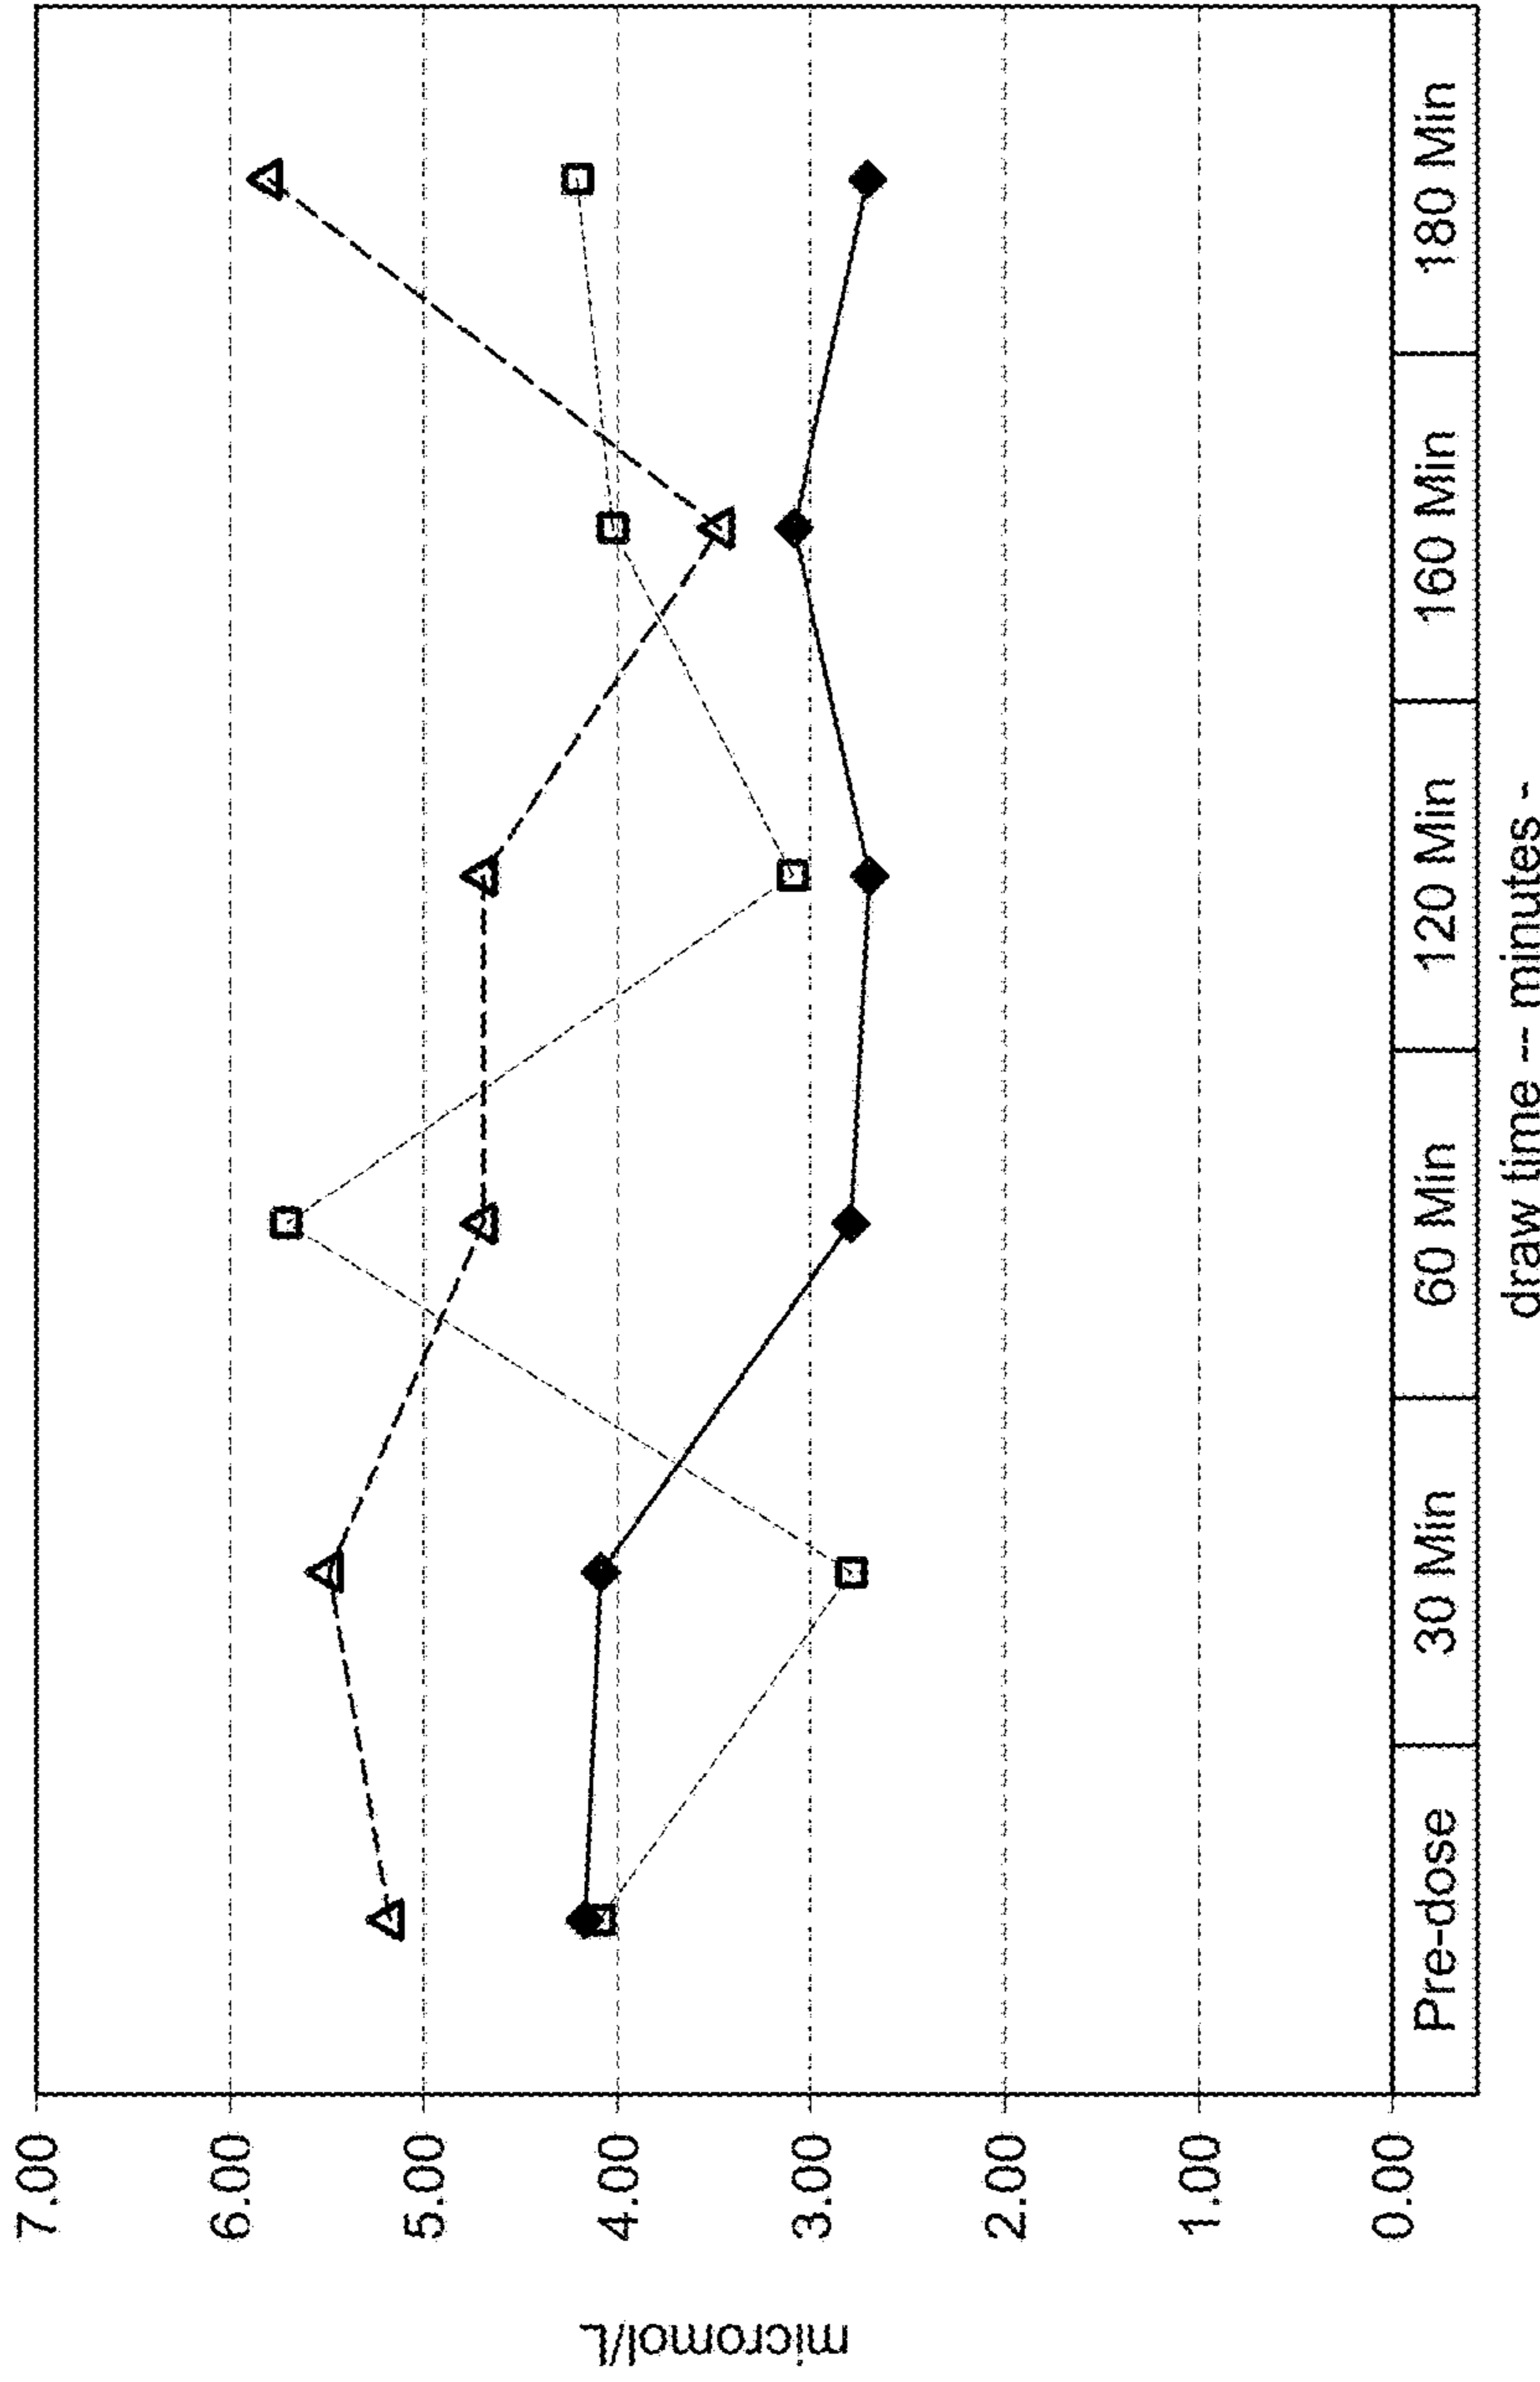 7.00
6.00
5.00
4.00
3.00
2.00
1.00
0.00
micromol/L
Pre-dose
30 Min
60 Min
120 Min
160 Min
180 Min
draw time -- minutes -